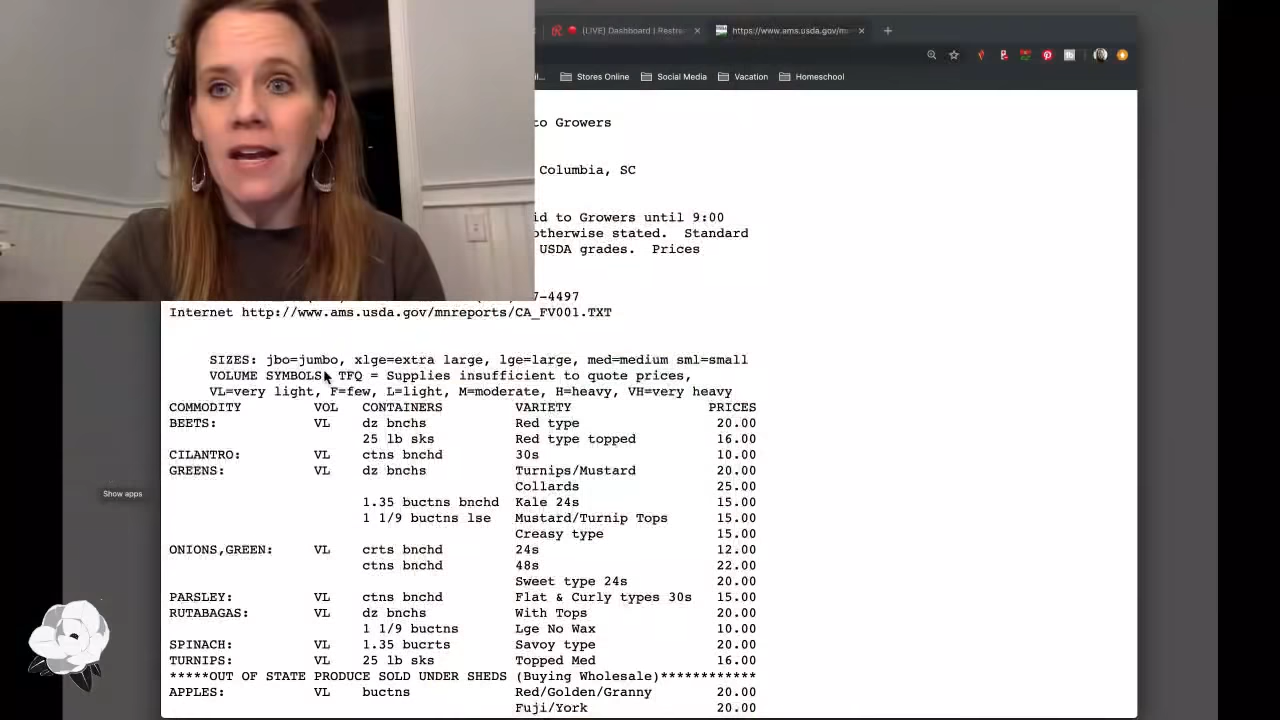 (LIVE) Dashboard | Restre
https://www.ams.usda.gov/m
Stores Online
Social Media
Vacation
Homeschool
to Growers
Columbia, SC
id to Growers until 9:00
otherwise stated. Standard
USDA grades. Prices
7-4497
Internet http://www.ams.usda.gov/mnreports/CA_FV001.TXT
SIZES: jbo=jumbo, xlge=extra large, lge=large, med=medium sml=small
VOLUME SYMBOLS: TFQ = Supplies insufficient to quote prices,
VL=very light, F=few, L=light, M=moderate, H=heavy, VH=very heavy
COMMODITY VOL CONTAINERS VARIETY PRICES
BEETS: VL dz bnchs Red type 20.00
25 lb sks Red type topped 16.00
CILANTRO: VL ctns bnchd 30s 10.00
GREENS: VL dz bnchs Turnips/Mustard 20.00
Collards 25.00
1.35 buctns bnchd Kale 24s 15.00
1 1/9 buctns lse Mustard/Turnip Tops 15.00
Creasy type 15.00
Show apps
ONIONS,GREEN: VL crts bnchd 24s 12.00
ctns bnchd 48s 22.00
Sweet type 24s 20.00
PARSLEY: VL ctns bnchd Flat & Curly types 30s 15.00
RUTABAGAS: VL dz bnchs With Tops 20.00
1 1/9 buctns Lge No Wax 10.00
SPINACH: VL 1.35 bucrts Savoy type 20.00
TURNIPS: VL 25 lb sks Topped Med 16.00
*****OUT OF STATE PRODUCE SOLD UNDER SHEDS (Buying Wholesale)************
APPLES: VL buctns Red/Golden/Granny 20.00
Fuji/York 20.00